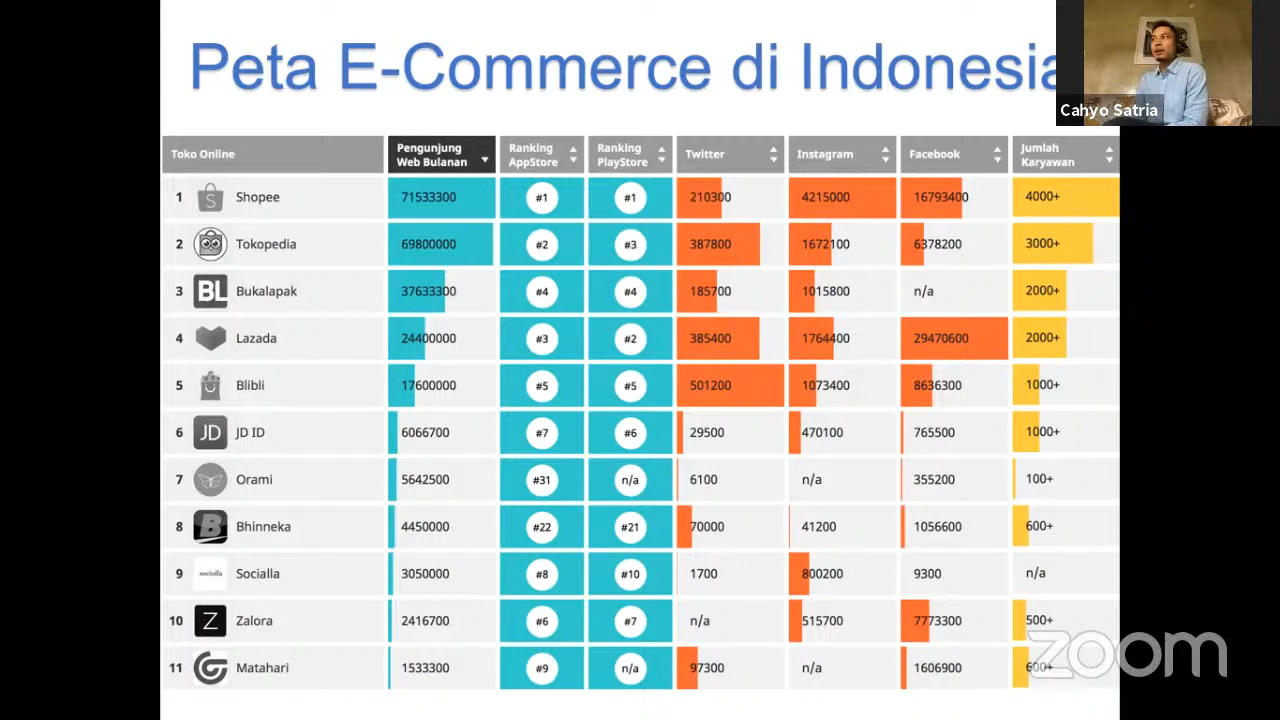 Peta E-Commerce di Indonesia
Cahyo Satria
Toko Online
Pengunjung
Web Bulanan
Ranking
AppStore
Ranking
PlayStore
Twitter
Instagram
Facebook
Jumlah
Karyawan
1 S Shopee 71533300 #1 #1 210300 4215000 16793400 4000+
2 Tokopedia 69800000 #2 #3 387800 1672100 6378200 3000+
3 BL Bukalapak 37633300 #4 #4 185700 1015800 n/a 2000+
4 Lazada 24400000 #3 #2 385400 1764400 29470600 2000+
5 Blibli 17600000 #5 #5 501200 1073400 8636300 1000+
6 JD JD ID 6066700 #7 #6 29500 470100 765500 1000+
7 Orami 5642500 #31 n/a 6100 n/a 355200 100+
8 B Bhinneka 4450000 #22 #21 70000 41200 1056600 600+
9 sociolla Socialla 3050000 #8 #10 1700 800200 9300 n/a
10 Z Zalora 2416700 #6 #7 n/a 515700 7773300 500+
11 Matahari 1533300 #9 n/a 97300 n/a 1606900 600+
zoom